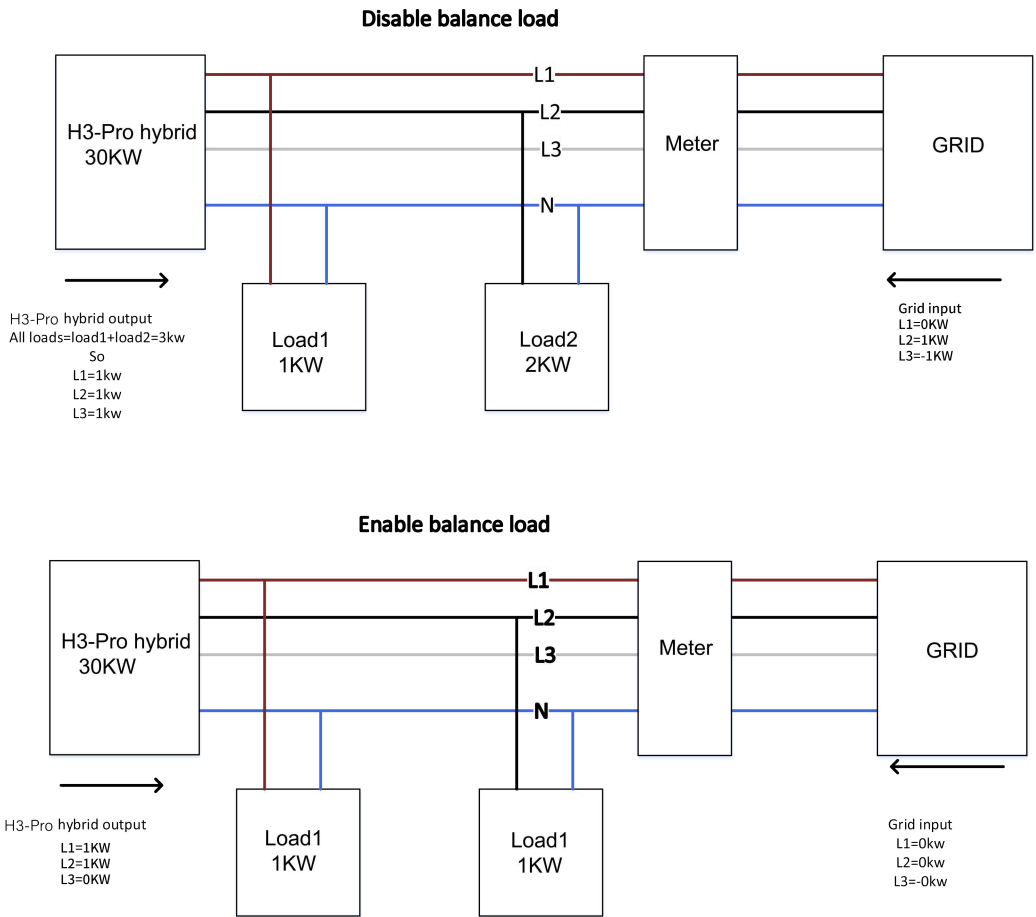 Disable balance load
L1
L2
L3
N
H3-Pro hybrid
30KW
Meter
GRID
Load1
1KW
Load2
2KW
H3-Pro hybrid output
All loads=load1+load2=3kw
So
L1=1kw
L2=1kw
L3=1kw
Grid input
L1=0KW
L2=1KW
L3=-1KW
Enable balance load
L1
L2
L3
N
H3-Pro hybrid
30KW
Meter
GRID
Load1
1KW
Load1
1KW
H3-Pro hybrid output
L1=1KW
L2=1KW
L3=0KW
Grid input
L1=0kw
L2=0kw
L3=-0kw